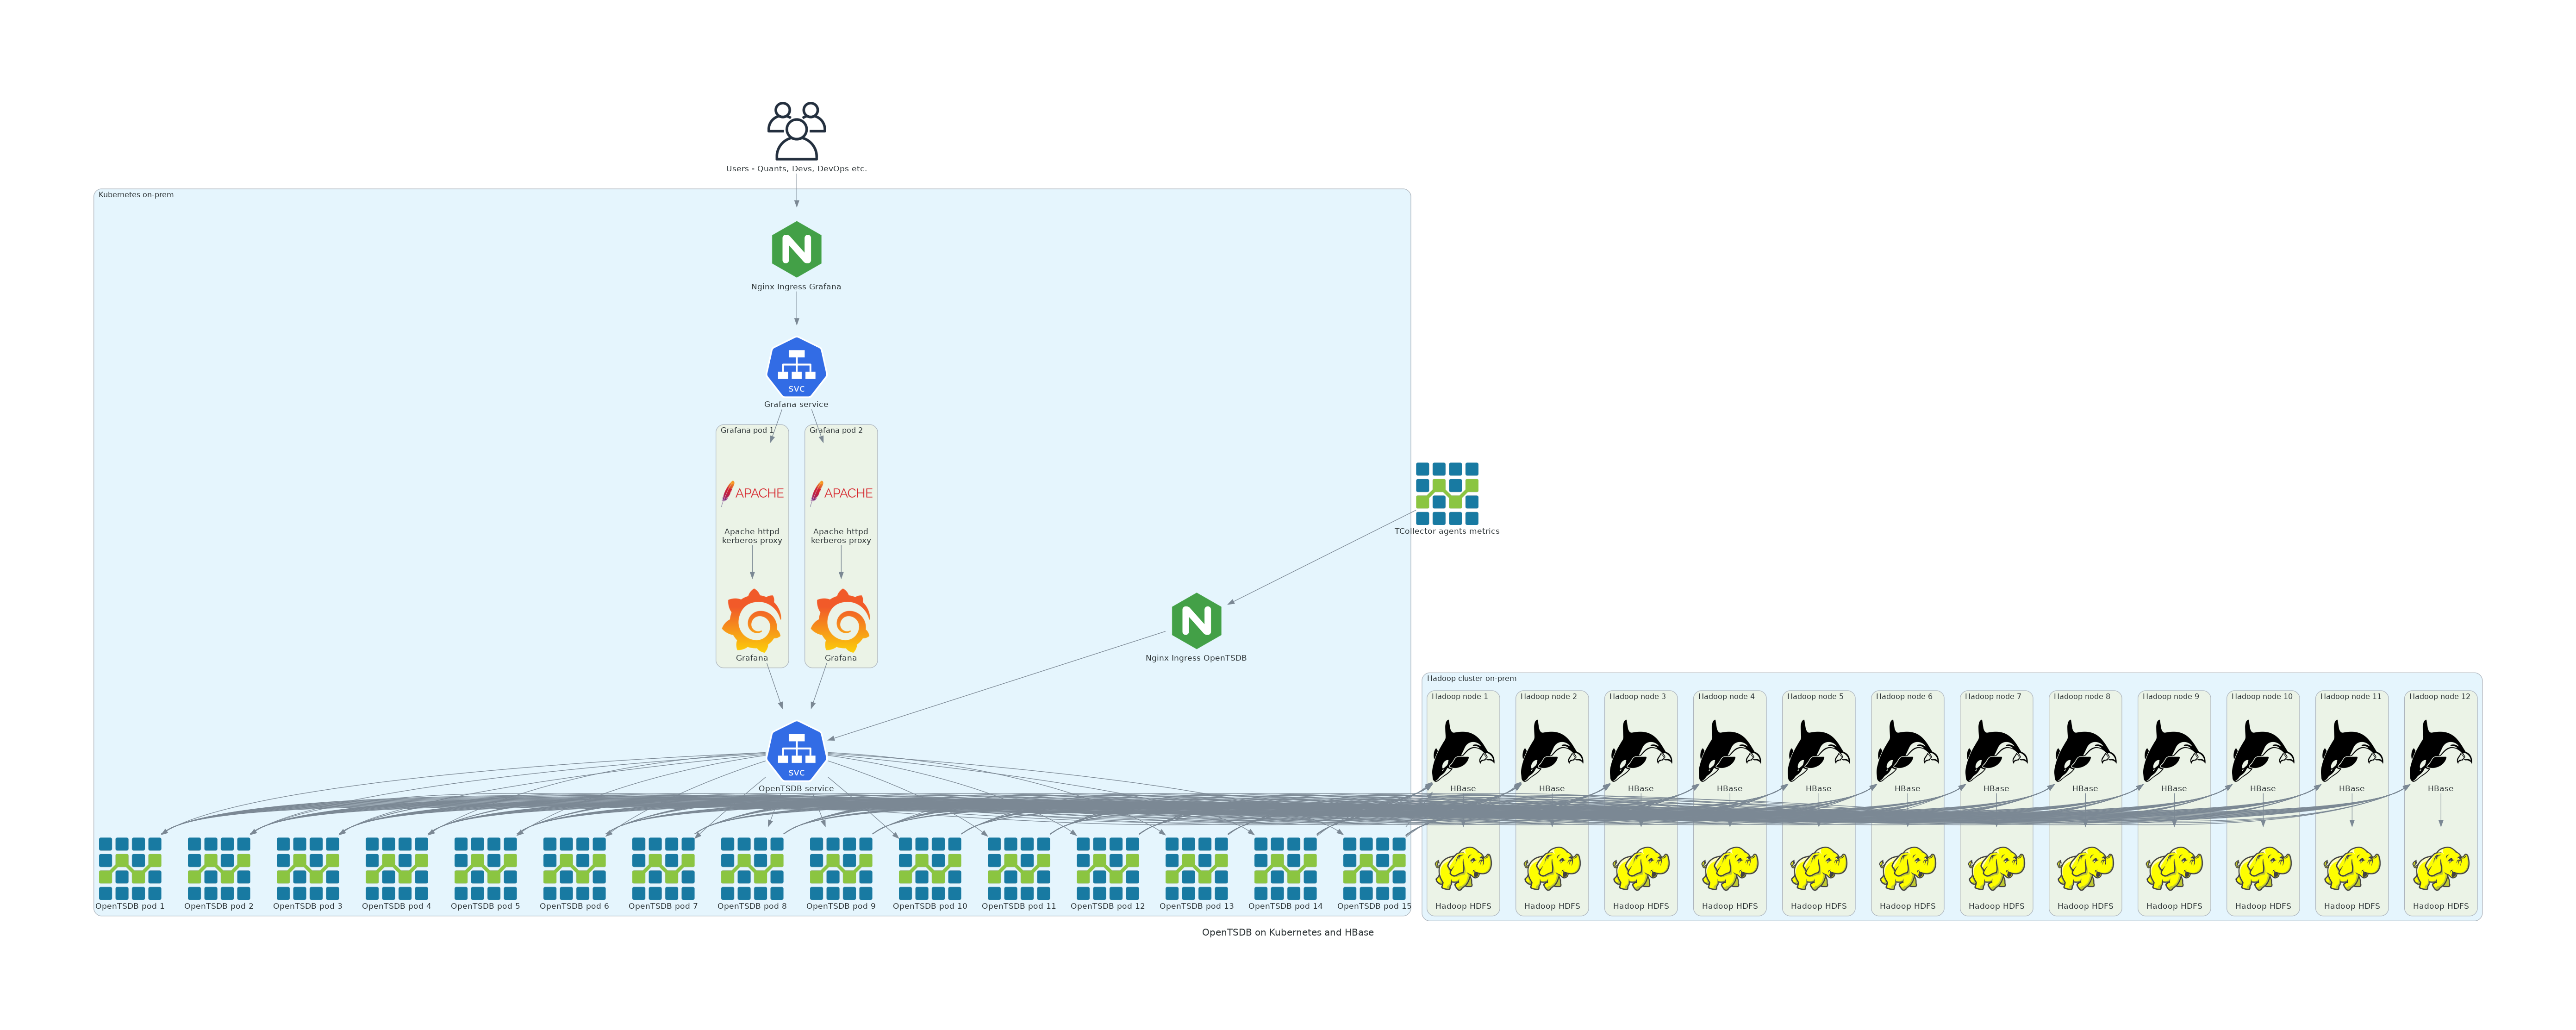 Users - Quants, Devs, DevOps etc.
Kubernetes on-prem
Nginx Ingress Grafana
svc
Grafana service
Grafana pod 1
Grafana pod 2
APACHE
APACHE
Apache httpd
kerberos proxy
Apache httpd
kerberos proxy
TCollector agents metrics
Grafana
Grafana
Nginx Ingress OpenTSDB
svc
OpenTSDB service
OpenTSDB pod 1
OpenTSDB pod 2
OpenTSDB pod 3
OpenTSDB pod 4
OpenTSDB pod 5
OpenTSDB pod 6
OpenTSDB pod 7
OpenTSDB pod 8
OpenTSDB pod 9
OpenTSDB pod 10
OpenTSDB pod 11
OpenTSDB pod 12
OpenTSDB pod 13
OpenTSDB pod 14
OpenTSDB pod 15
Hadoop cluster on-prem
Hadoop node 1
Hadoop node 2
Hadoop node 3
Hadoop node 4
Hadoop node 5
Hadoop node 6
Hadoop node 7
Hadoop node 8
Hadoop node 9
Hadoop node 10
Hadoop node 11
Hadoop node 12
HBase
HBase
HBase
HBase
HBase
HBase
HBase
HBase
HBase
HBase
HBase
HBase
Hadoop HDFS
Hadoop HDFS
Hadoop HDFS
Hadoop HDFS
Hadoop HDFS
Hadoop HDFS
Hadoop HDFS
Hadoop HDFS
Hadoop HDFS
Hadoop HDFS
Hadoop HDFS
Hadoop HDFS
OpenTSDB on Kubernetes and HBase